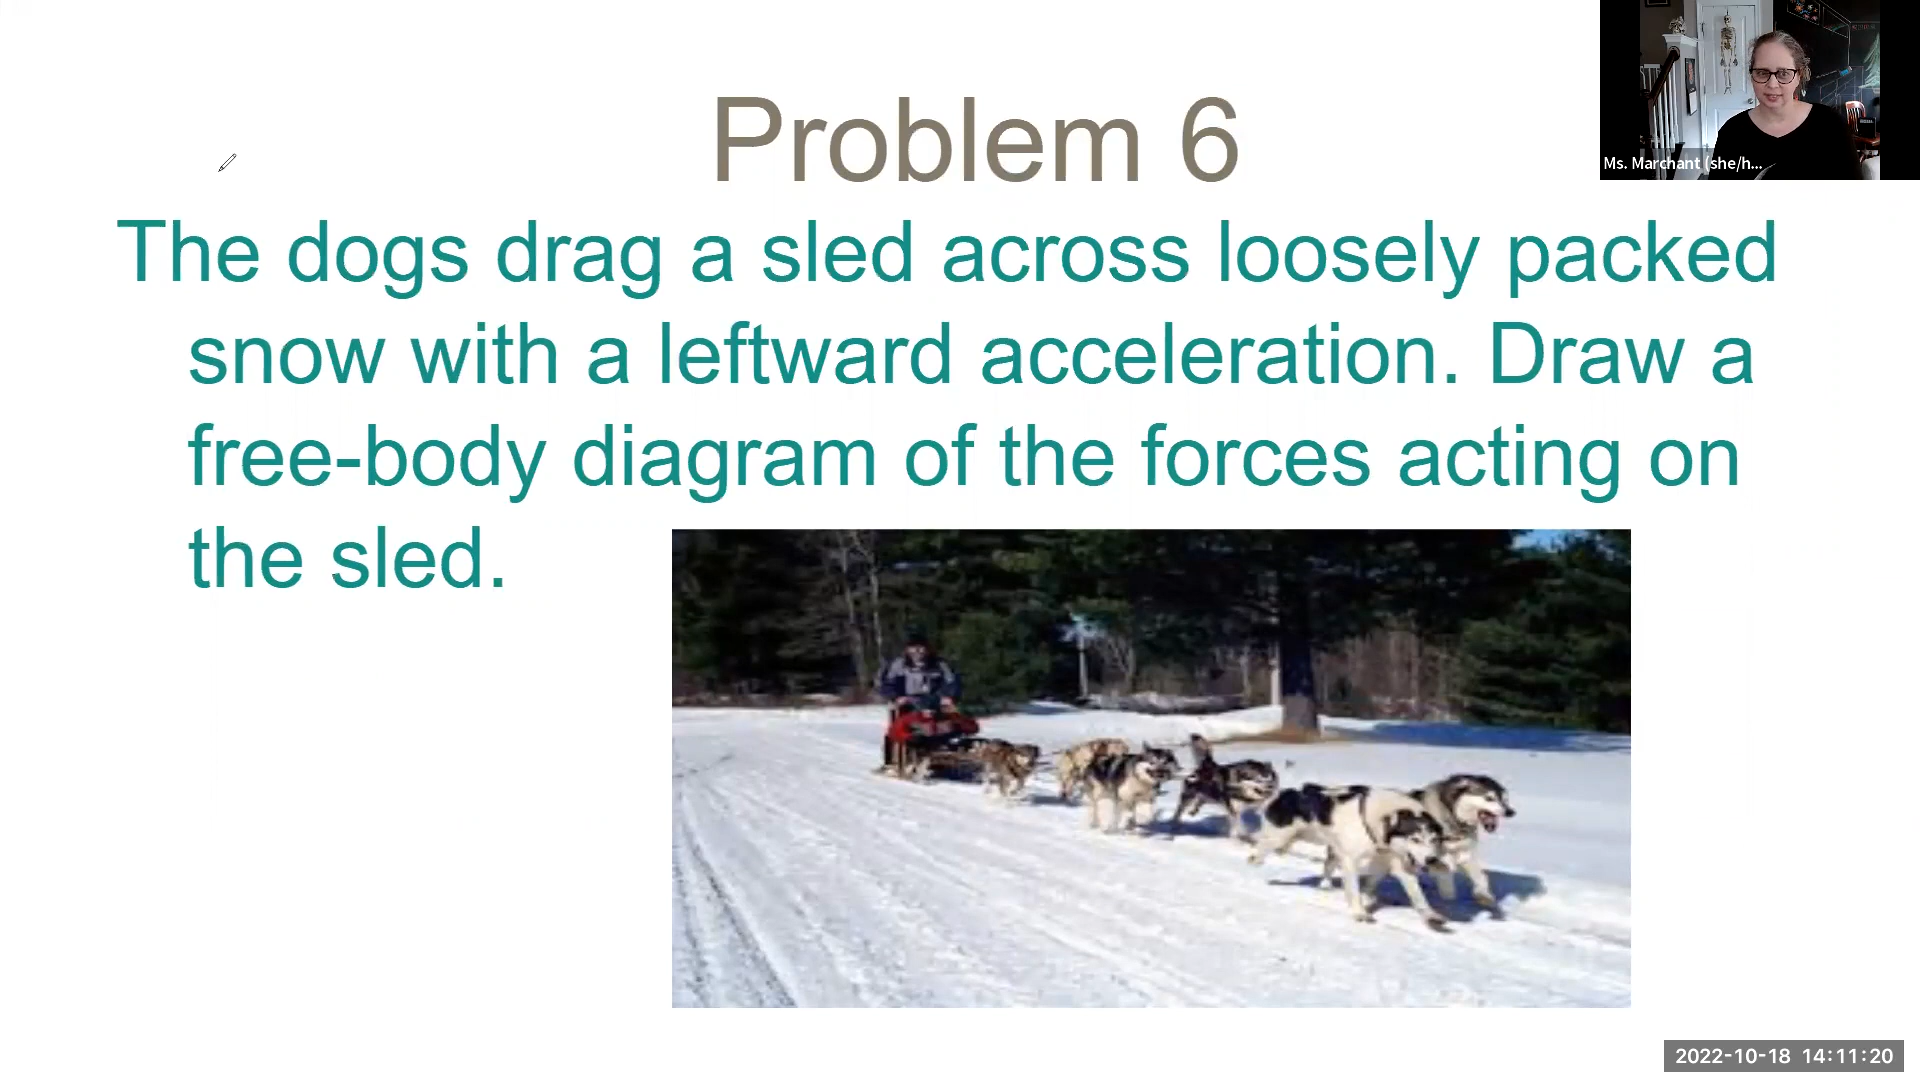 Problem 6
Ms. Marchant (she/h...
The dogs drag a sled across loosely packed
snow with a leftward acceleration. Draw a
free-body diagram of the forces acting on
the sled.
2022-10-18 14:11:20